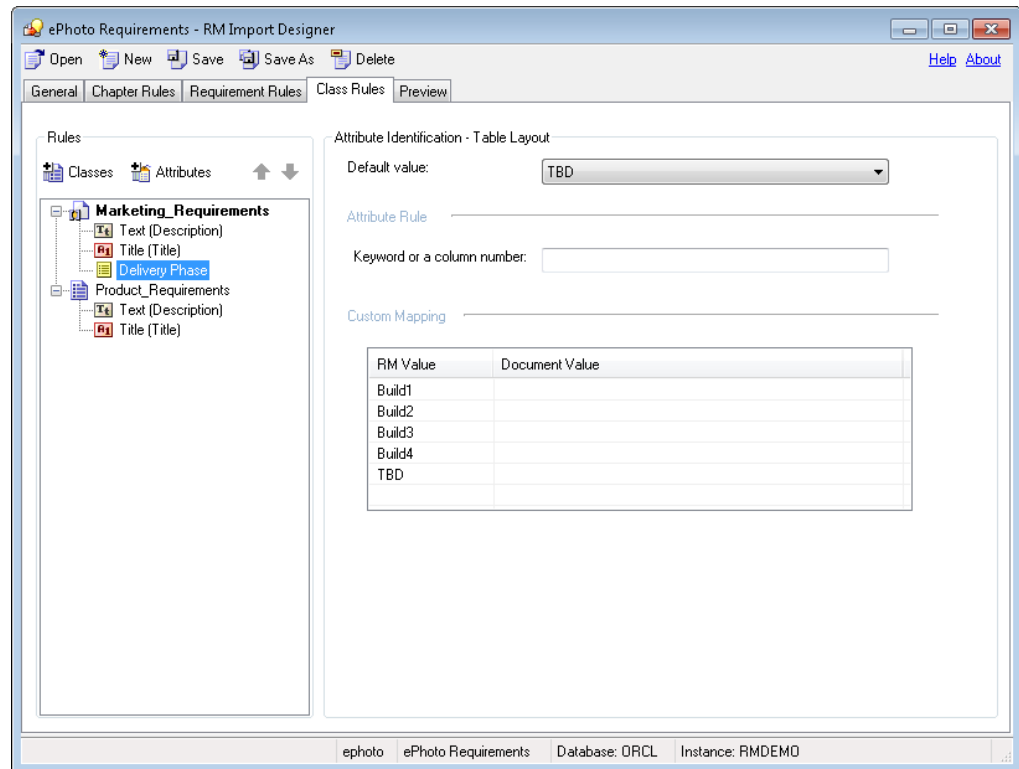 ePhoto Requirements - RM Import Designer
Open New Save Save As Delete Help About
General Chapter Rules Requirement Rules Class Rules Preview
Rules
Classes Attributes
Marketing_Requirements
Text (Description)
Title (Title)
Delivery Phase
Product_Requirements
Text (Description)
Title (Title)
Attribute Identification - Table Layout
Default value: TBD
Attribute Rule
Keyword or a column number:
Custom Mapping
RM Value Document Value
Build1
Build2
Build3
Build4
TBD
ephoto ePhoto Requirements Database: ORCL Instance: RMDEMO